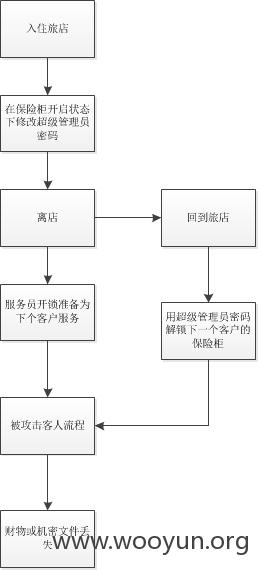 入住旅店
在保险柜开启状态
下修改超级管理员
密码
离店
回到旅店
服务员开锁准备为
下个客户服务
用超级管理员密码
解锁下一个客户的
保险柜
被攻击客人流程
财物或机密文件丢
失
www.wooyun.org